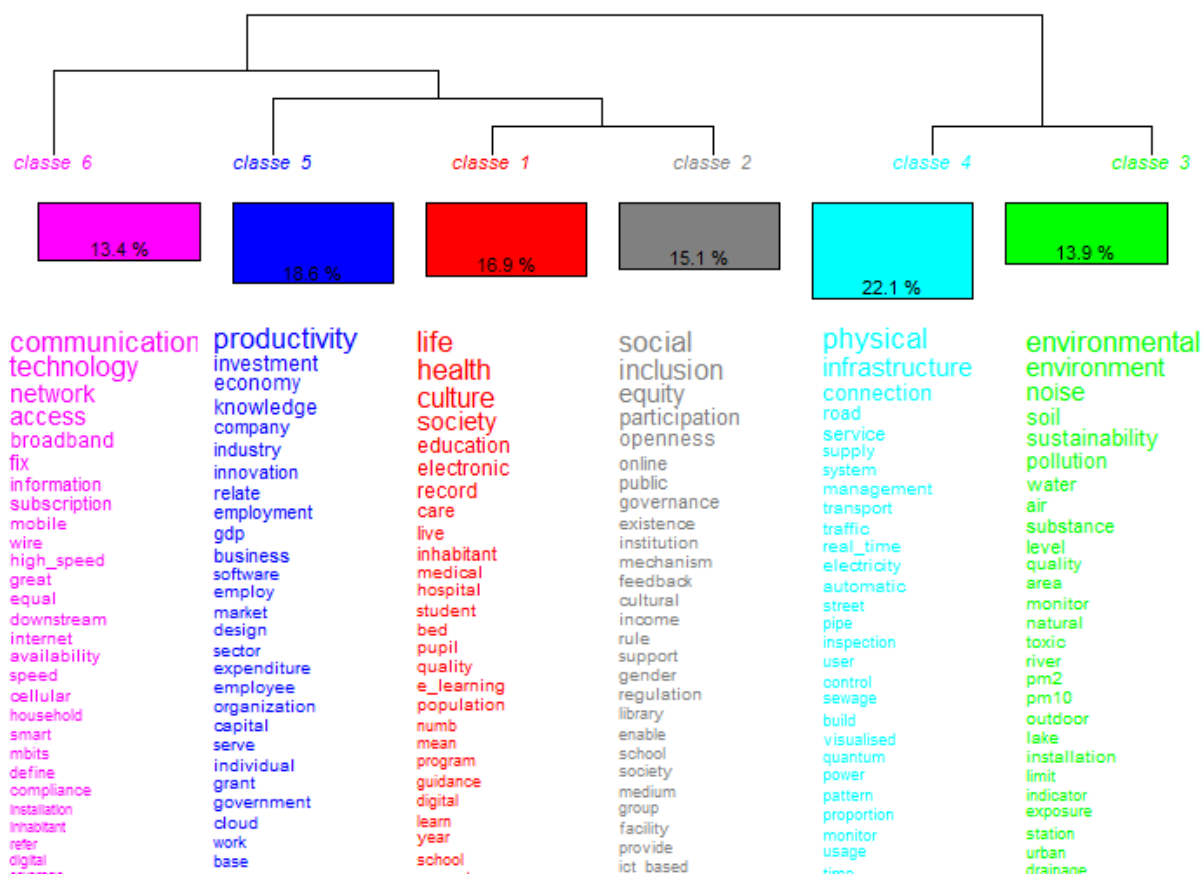 classe 6
classe 5
classe 1
classe 2
classe 4
classe 3
13.4 %
18.6 %
16.9 %
15.1 %
22.1 %
13.9 %
communication
technology
network
access
broadband
fix
information
subscription
mobile
wire
high_speed
great
equal
downstream
internet
availability
speed
cellular
household
smart
mbits
define
compliance
installation
inhabitant
refer
digital
productivity
investment
economy
knowledge
company
industry
innovation
relate
employment
gdp
business
software
employ
market
design
sector
expenditure
employee
organization
capital
serve
individual
grant
government
cloud
work
base
life
health
culture
society
education
electronic
record
care
live
inhabitant
medical
hospital
student
bed
pupil
quality
e_learning
population
numb
mean
program
guidance
digital
learn
year
school
social
inclusion
equity
participation
openness
online
public
governance
existence
institution
mechanism
feedback
cultural
income
rule
support
gender
regulation
library
enable
school
society
medium
group
facility
provide
ict_based
physical
infrastructure
connection
road
service
supply
system
management
transport
traffic
real_time
electricity
automatic
street
pipe
inspection
user
control
sewage
build
visualised
quantum
power
pattern
proportion
monitor
usage
time
environmental
environment
noise
soil
sustainability
pollution
water
air
substance
level
quality
area
monitor
natural
toxic
river
pm2
pm10
outdoor
lake
installation
limit
indicator
exposure
station
urban
drainage